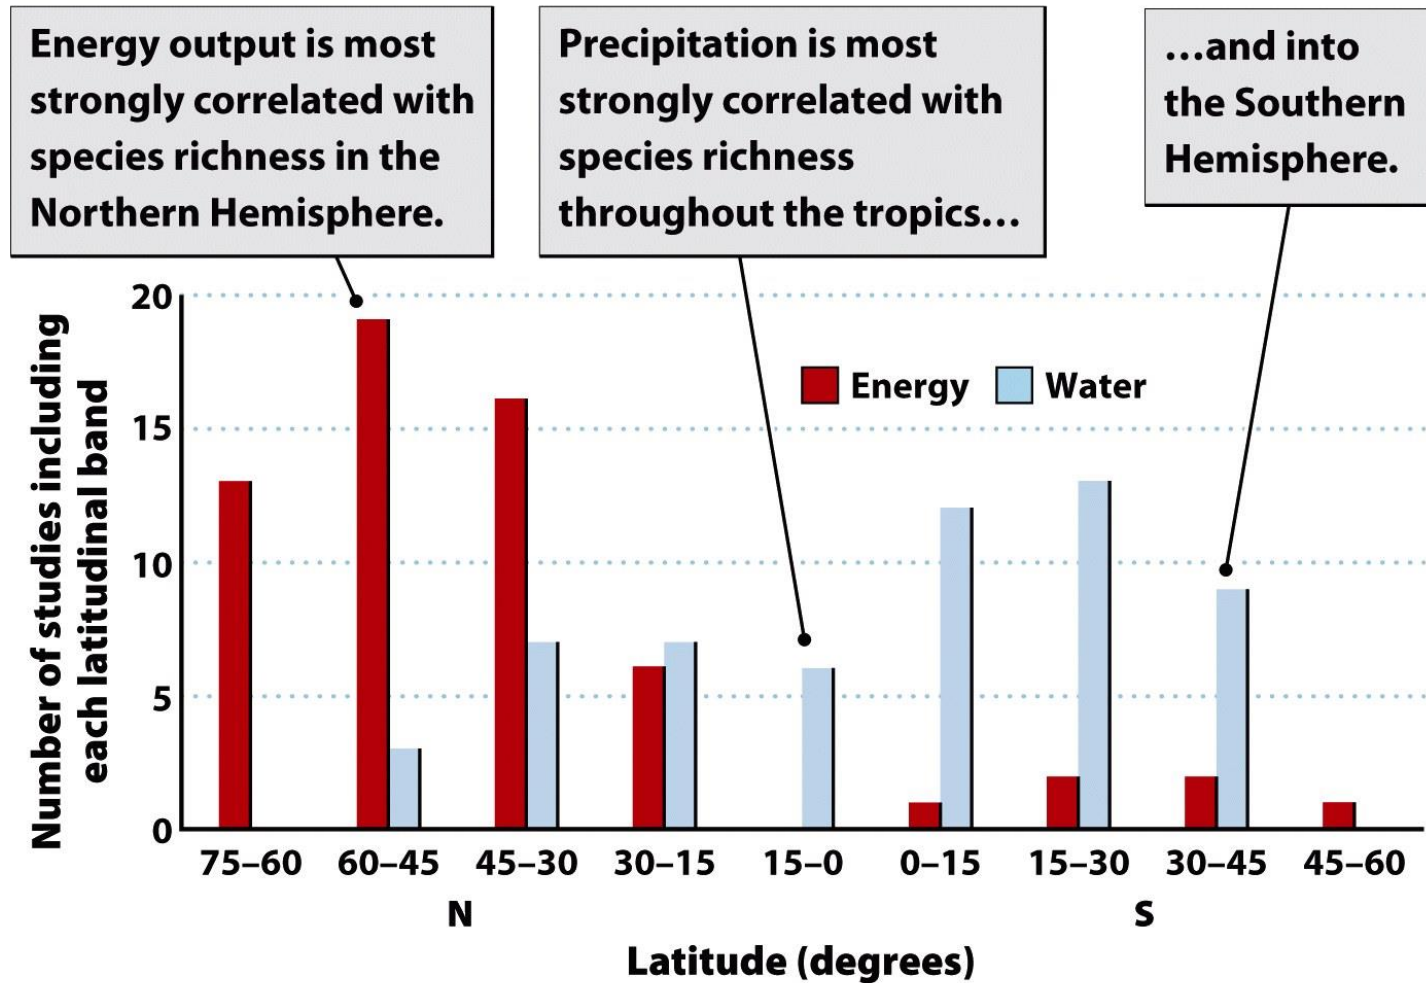 Energy output is most
strongly correlated with
species richness in the
Northern Hemisphere.
Precipitation is most
strongly correlated with
species richness
throughout the tropics…
…and into
the Southern
Hemisphere.
Number of studies including
each latitudinal band
20
15
10
5
0
Energy
Water
75–60 60–45 45–30 30–15 15–0 0–15 15–30 30–45 45–60
N S
Latitude (degrees)